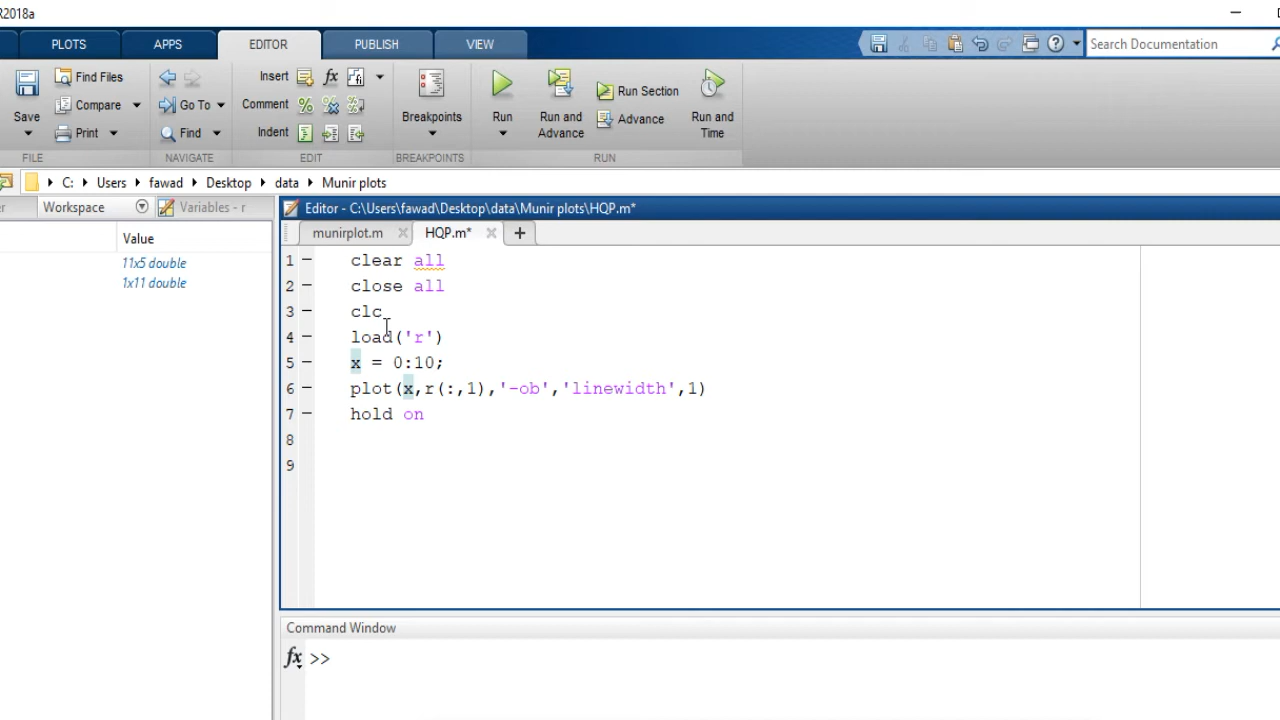 R2018a
PLOTS APPS EDITOR PUBLISH VIEW
Search Documentation
Save
Find Files
Compare
Print
FILE
Go To
Find
NAVIGATE
Insert fx
Comment % %
Indent
EDIT
Breakpoints
BREAKPOINTS
Run
Run and Advance
Run Section
Advance
Run and Time
RUN
C: Users fawad Desktop data Munir plots
er Workspace Variables - r
Value
11x5 double
1x11 double
Editor - C:\Users\fawad\Desktop\data\Munir plots\HQP.m*
munirplot.m HQP.m* +
1 – clear all
2 – close all
3 – clc
4 – load('r')
5 – x = 0:10;
6 – plot(x,r(:,1),'-ob','linewidth',1)
7 – hold on
8
9
Command Window
fx >>